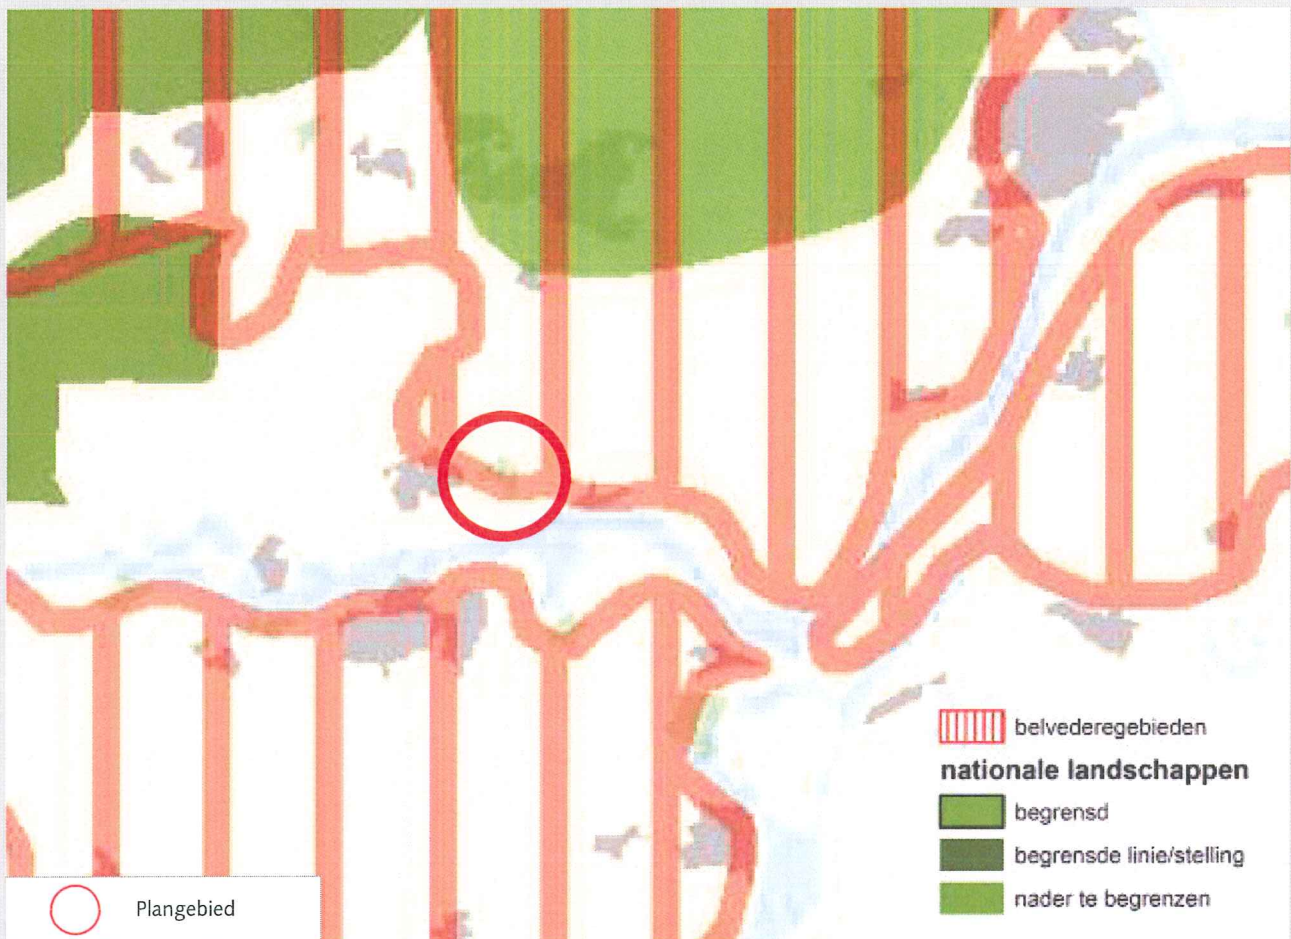 belvederegebieden
nationale landschappen
begrensd
begrensde linie/stelling
nader te begrenzen
Plangebied